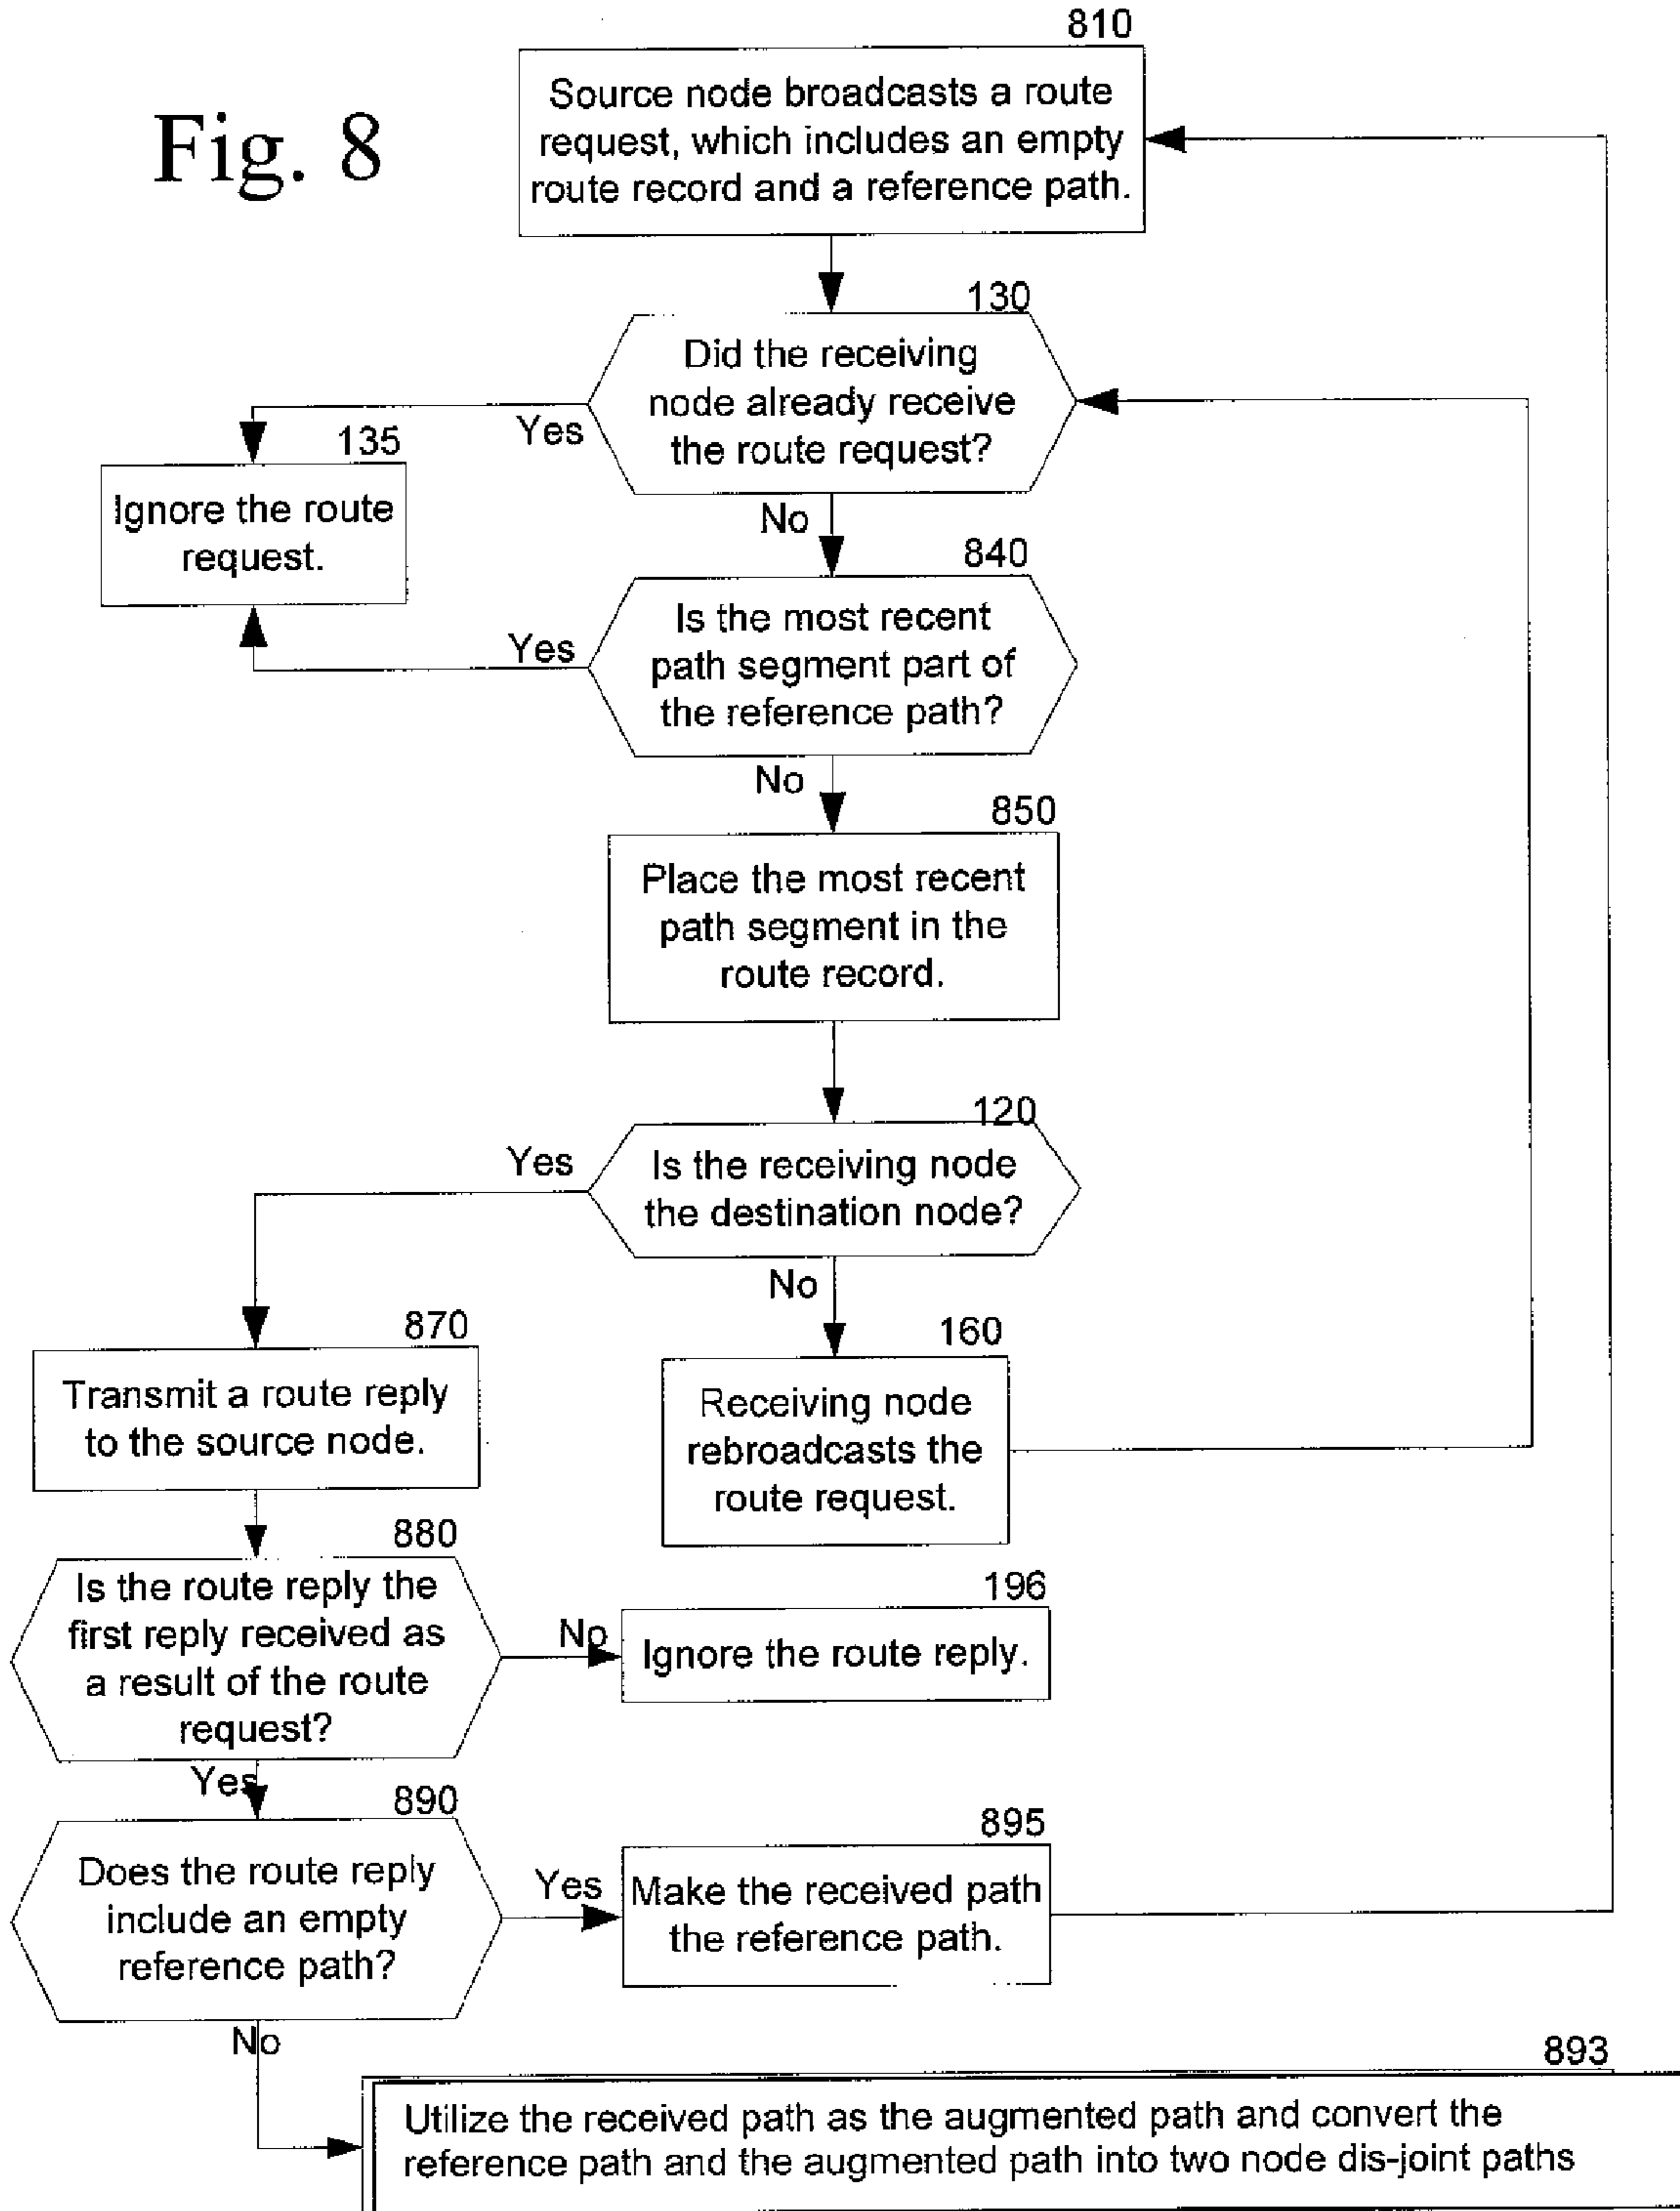 Fig. 8
810
Source node broadcasts a route
request, which includes an empty
route record and a reference path.
130
Did the receiving
node already receive
the route request?
Yes
135
Ignore the route
request.
No
840
Is the most recent
path segment part of
the reference path?
Yes
No
850
Place the most recent
path segment in the
route record.
120
Is the receiving node
the destination node?
Yes
No
870
Transmit a route reply
to the source node.
160
Receiving node
rebroadcasts the
route request.
880
Is the route reply the
first reply received as
a result of the route
request?
No
196
Ignore the route reply.
Yes
890
Does the route reply
include an empty
reference path?
Yes
895
Make the received path
the reference path.
No
893
Utilize the received path as the augmented path and convert the
reference path and the augmented path into two node dis-joint paths